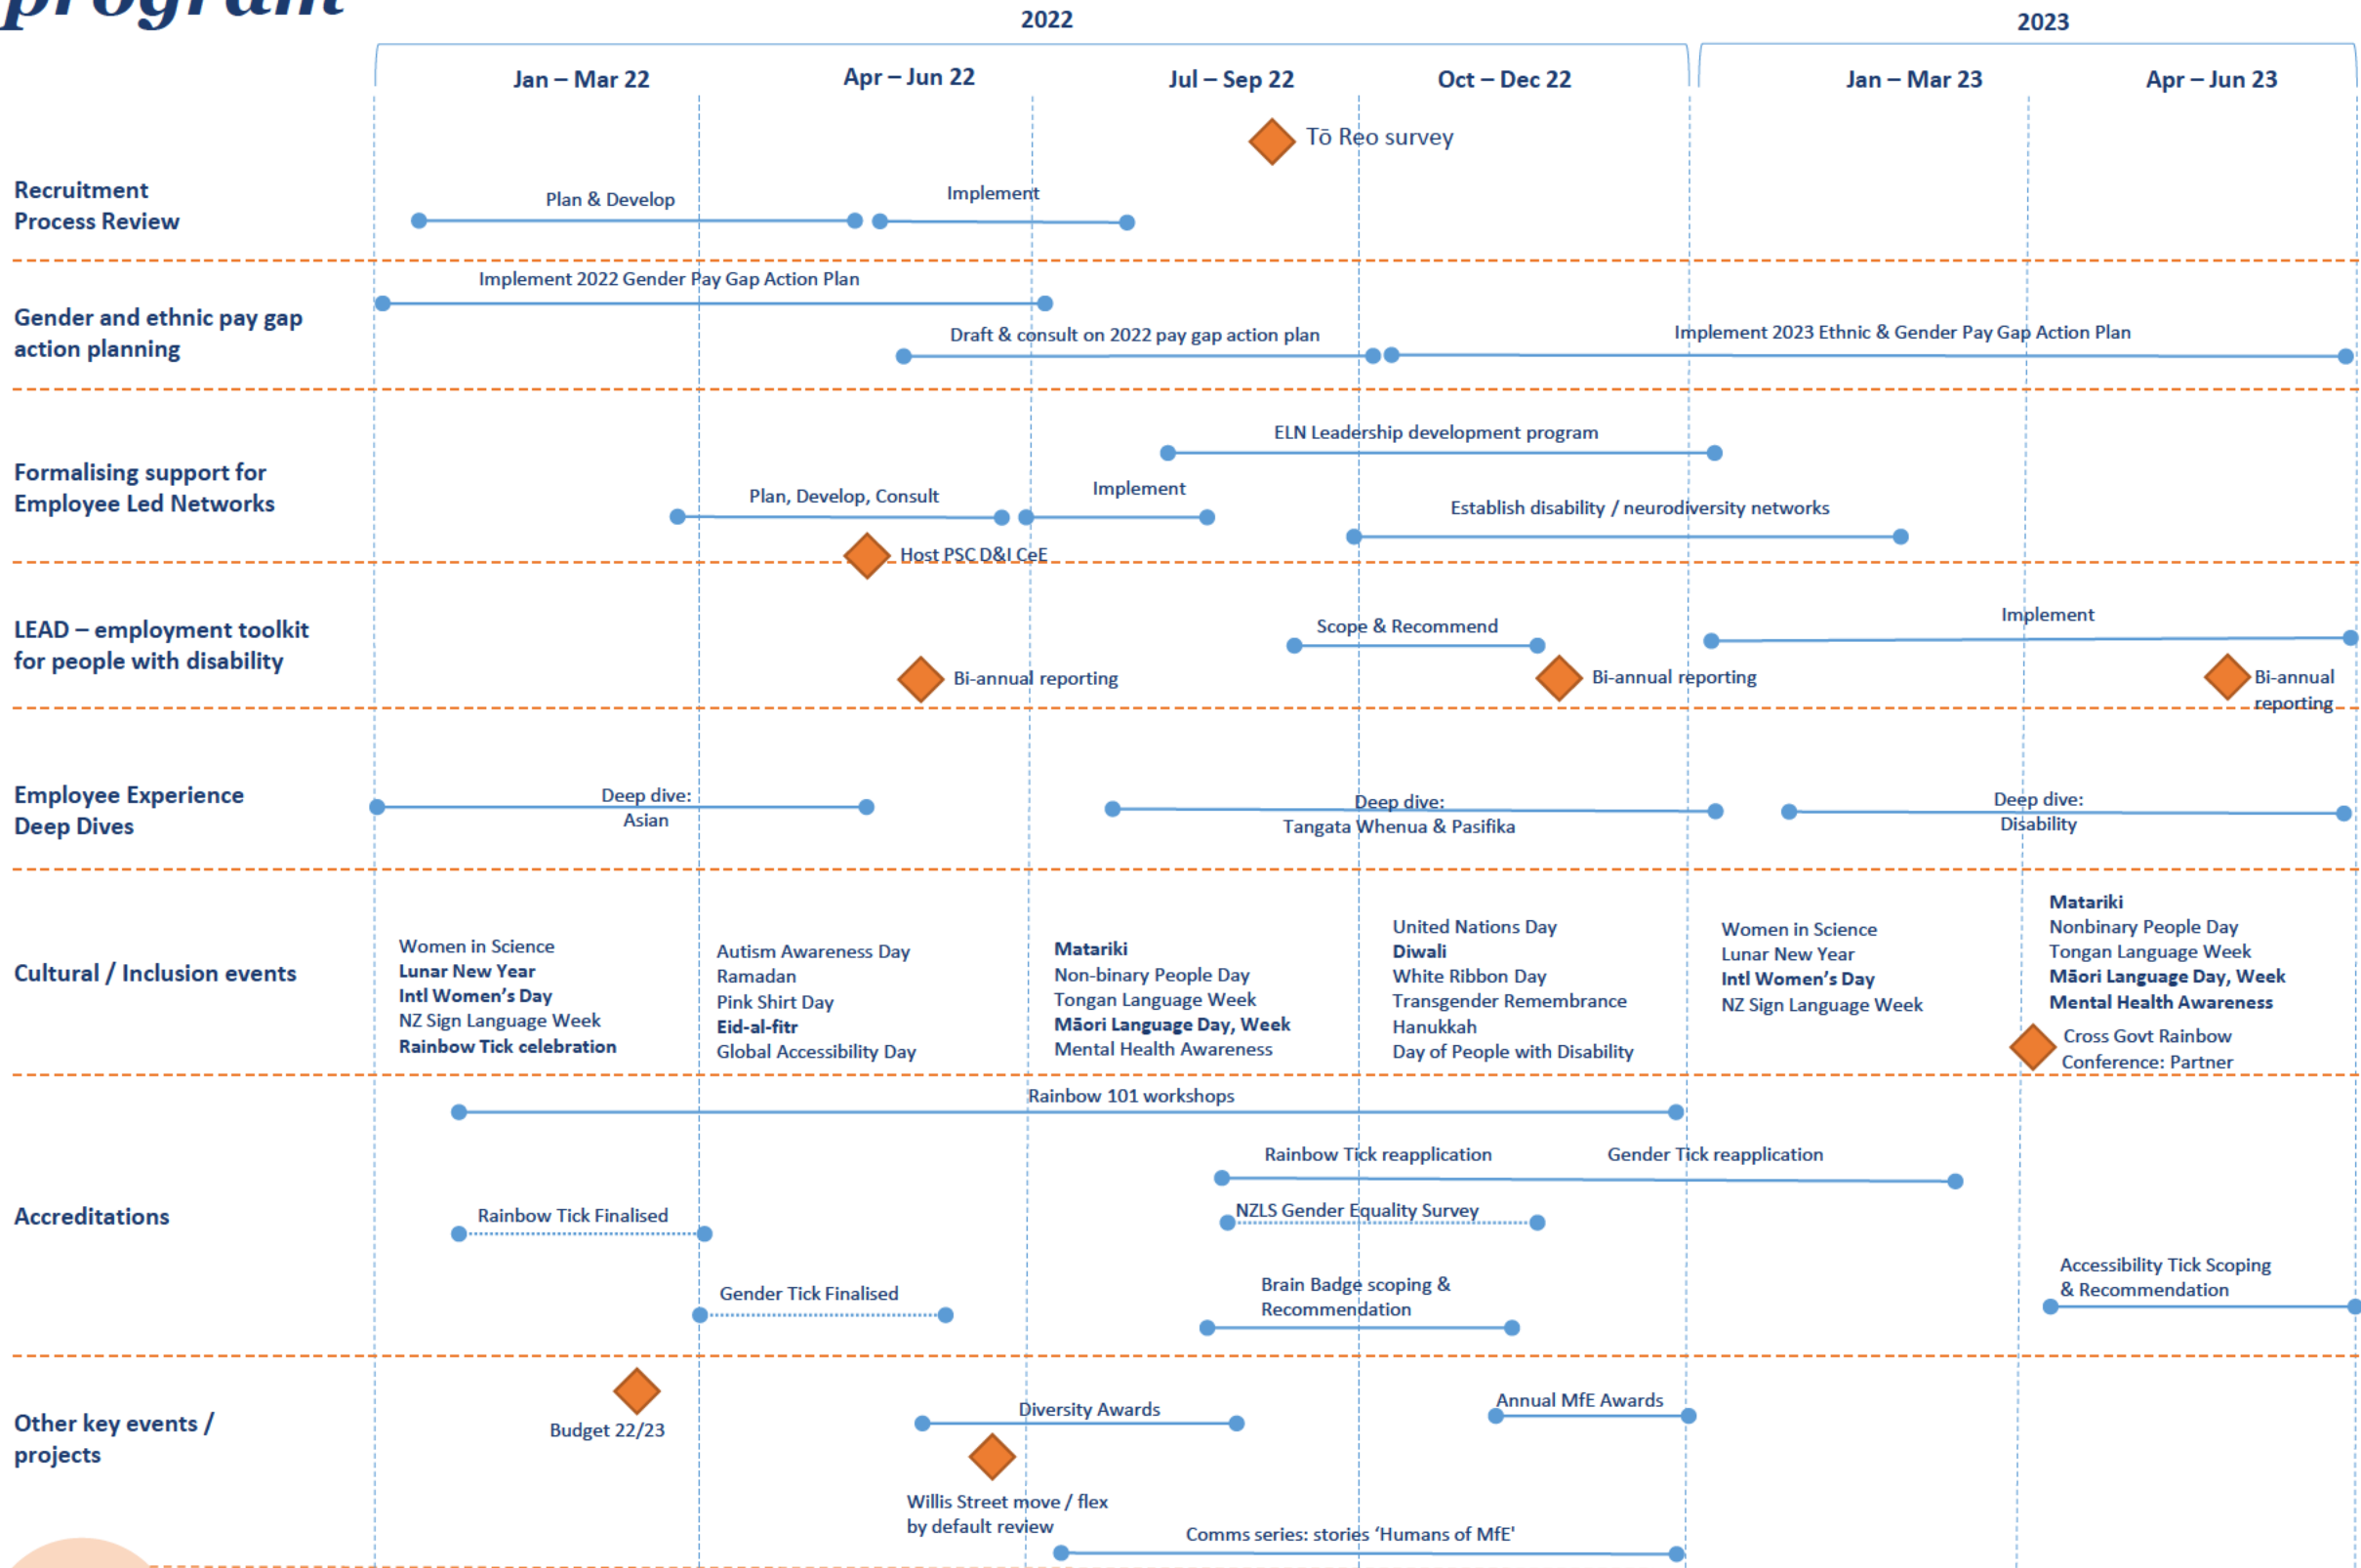 program
2022
2023
Jan – Mar 22
Apr – Jun 22
Jul – Sep 22
Oct – Dec 22
Jan – Mar 23
Apr – Jun 23
Tō Reo survey
Recruitment
Process Review
Plan & Develop
Implement
Gender and ethnic pay gap
action planning
Implement 2022 Gender Pay Gap Action Plan
Draft & consult on 2022 pay gap action plan
Implement 2023 Ethnic & Gender Pay Gap Action Plan
Formalising support for
Employee Led Networks
ELN Leadership development program
Plan, Develop, Consult
Implement
Establish disability / neurodiversity networks
Host PSC D&I CeE
LEAD – employment toolkit
for people with disability
Scope & Recommend
Implement
Bi-annual reporting
Bi-annual reporting
Bi-annual
reporting
Employee Experience
Deep Dives
Deep dive:
Asian
Deep dive:
Tangata Whenua & Pasifika
Deep dive:
Disability
Cultural / Inclusion events
Women in Science
Lunar New Year
Intl Women’s Day
NZ Sign Language Week
Rainbow Tick celebration
Autism Awareness Day
Ramadan
Pink Shirt Day
Eid-al-fitr
Global Accessibility Day
Matariki
Non-binary People Day
Tongan Language Week
Māori Language Day, Week
Mental Health Awareness
United Nations Day
Diwali
White Ribbon Day
Transgender Remembrance
Hanukkah
Day of People with Disability
Women in Science
Lunar New Year
Intl Women’s Day
NZ Sign Language Week
Matariki
Nonbinary People Day
Tongan Language Week
Māori Language Day, Week
Mental Health Awareness
Cross Govt Rainbow
Conference: Partner
Accreditations
Rainbow 101 workshops
Rainbow Tick reapplication
Gender Tick reapplication
Rainbow Tick Finalised
NZLS Gender Equality Survey
Gender Tick Finalised
Brain Badge scoping &
Recommendation
Accessibility Tick Scoping
& Recommendation
Other key events /
projects
Budget 22/23
Diversity Awards
Annual MfE Awards
Willis Street move / flex
by default review
Comms series: stories ‘Humans of MfE'